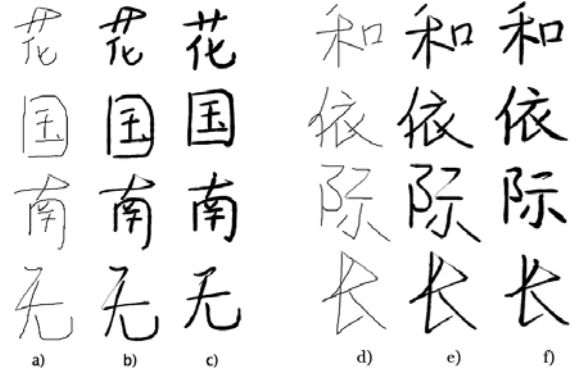 花 花 花 和 和 和
国 国 国 依 依 依
南 南 南 际 际 际
无 无 无 长 长 长
a) b) c) d) e) f)